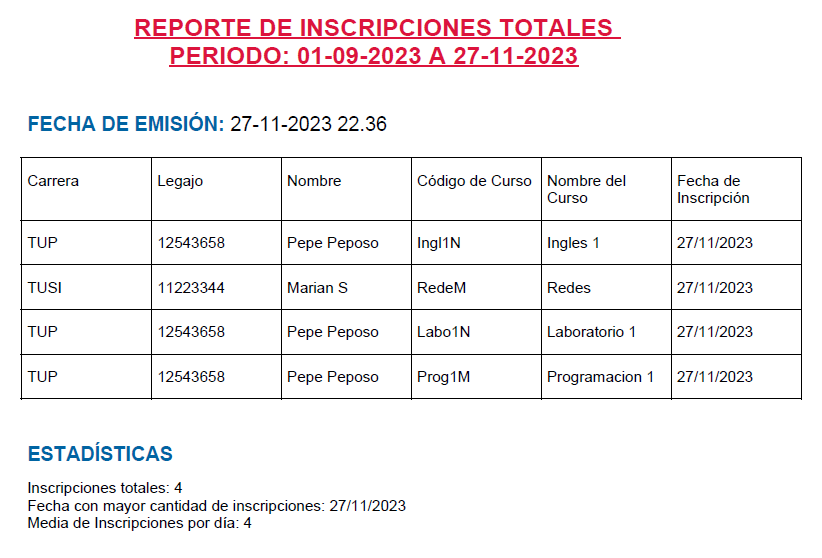 REPORTE DE INSCRIPCIONES TOTALES
PERIODO: 01-09-2023 A 27-11-2023
FECHA DE EMISIÓN: 27-11-2023 22.36
Carrera Legajo Nombre Código de Curso Nombre del Curso Fecha de Inscripción
TUP 12543658 Pepe Peposo Ingl1N Ingles 1 27/11/2023
TUSI 11223344 Marian S RedeM Redes 27/11/2023
TUP 12543658 Pepe Peposo Labo1N Laboratorio 1 27/11/2023
TUP 12543658 Pepe Peposo Prog1M Programacion 1 27/11/2023
ESTADÍSTICAS
Inscripciones totales: 4
Fecha con mayor cantidad de inscripciones: 27/11/2023
Media de Inscripciones por día: 4